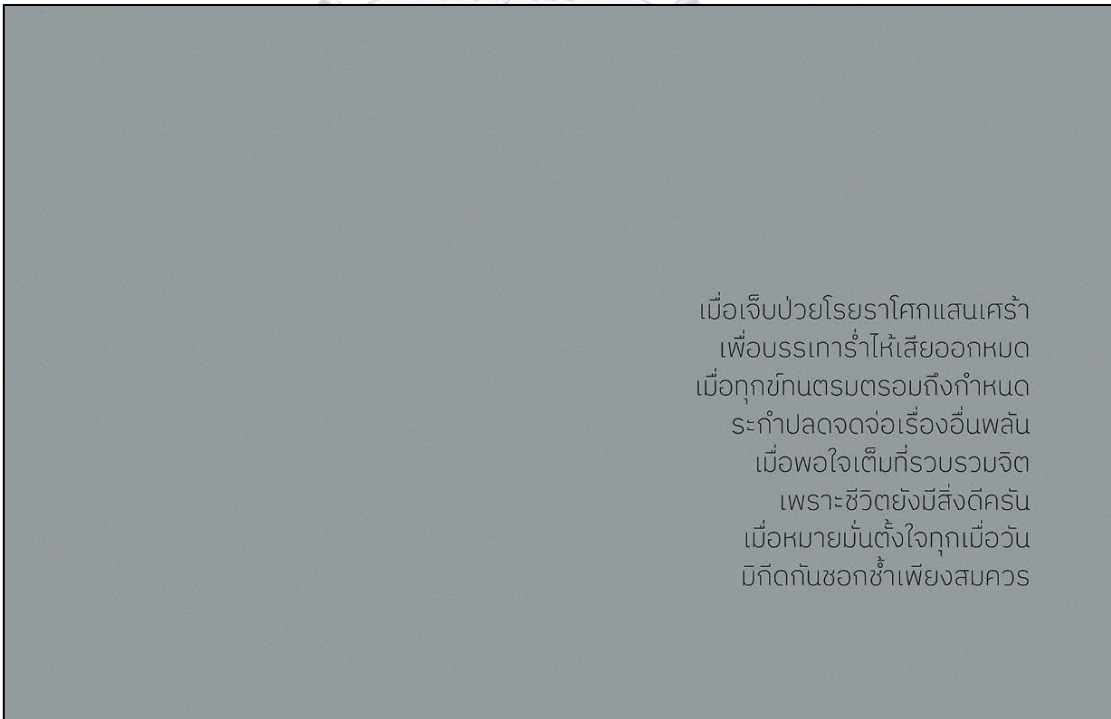 เมื่อเจ็บป่วยโรยราโศกแสนเศร้า
เพื่อบรรเทาร่ำไห้เสียออกหมด
เมื่อทุกข์ทนตรมตรอมถึงกำหนด
ระกำปลดจดจ่อเรื่องอื่นพลัน
เมื่อพอใจเต็มที่รวบรวมจิต
เพราะชีวิตยังมีสิ่งดีครัน
เมื่อหมายมั่นตั้งใจทุกเมื่อวัน
มิกีดกันชอกช้ำเพียงสมควร